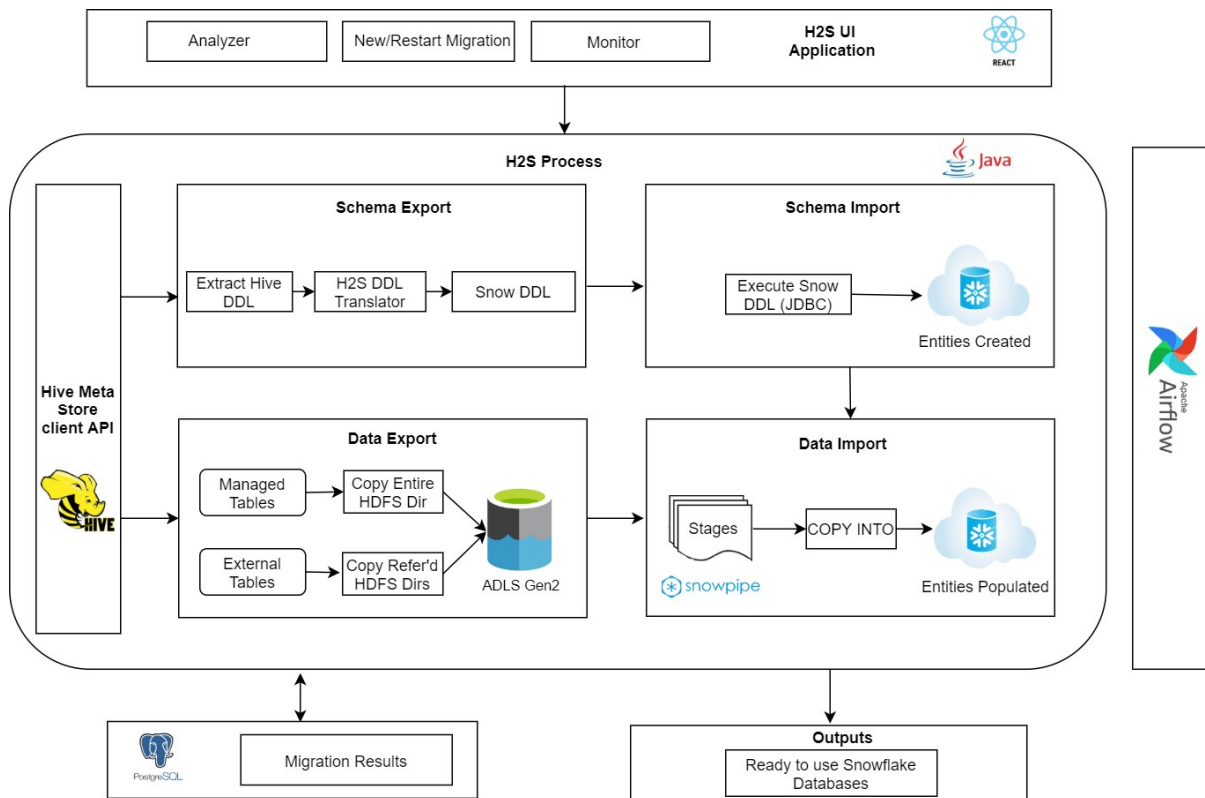 Analyzer
New/Restart Migration
Monitor
H2S UI
Application
REACT
H2S Process
Java
Schema Export
Extract Hive
DDL
H2S DDL
Translator
Snow DDL
Schema Import
Execute Snow
DDL (JDBC)
Entities Created
Hive Meta
Store
client API
HIVE
Data Export
Managed
Tables
Copy Entire
HDFS Dir
External
Tables
Copy Refer'd
HDFS Dirs
ADLS Gen2
Data Import
Stages
COPY INTO
snowpipe
Entities Populated
Apache
Airflow
PostgreSQL
Migration Results
Outputs
Ready to use Snowflake
Databases